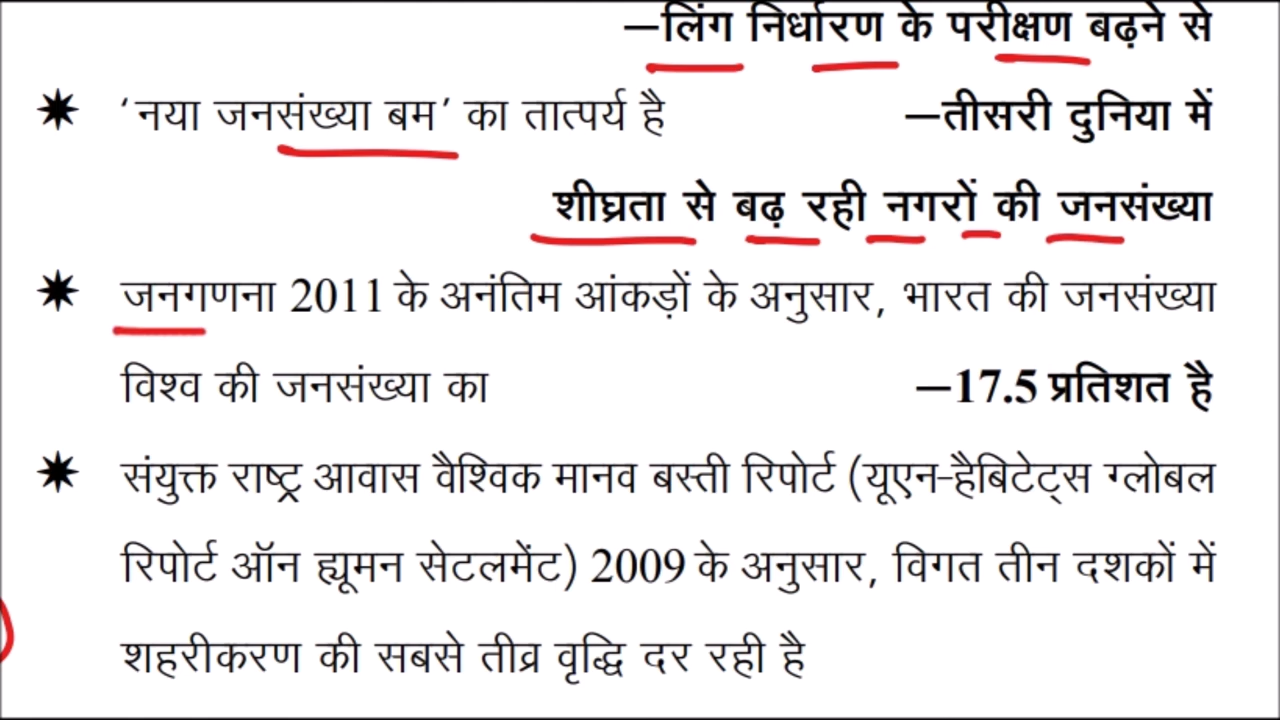 —लिंग निर्धारण के परीक्षण बढ़ने से
✷ ‘नया जनसंख्या बम’ का तात्पर्य है —तीसरी दुनिया में
शीघ्रता से बढ़ रही नगरों की जनसंख्या
✷ जनगणना 2011 के अनंतिम आंकड़ों के अनुसार, भारत की जनसंख्या
विश्व की जनसंख्या का —17.5 प्रतिशत है
✷ संयुक्त राष्ट्र आवास वैश्विक मानव बस्ती रिपोर्ट (यूएन-हैबिटेट्स ग्लोबल
रिपोर्ट ऑन ह्यूमन सेटलमेंट) 2009 के अनुसार, विगत तीन दशकों में
शहरीकरण की सबसे तीव्र वृद्धि दर रही है